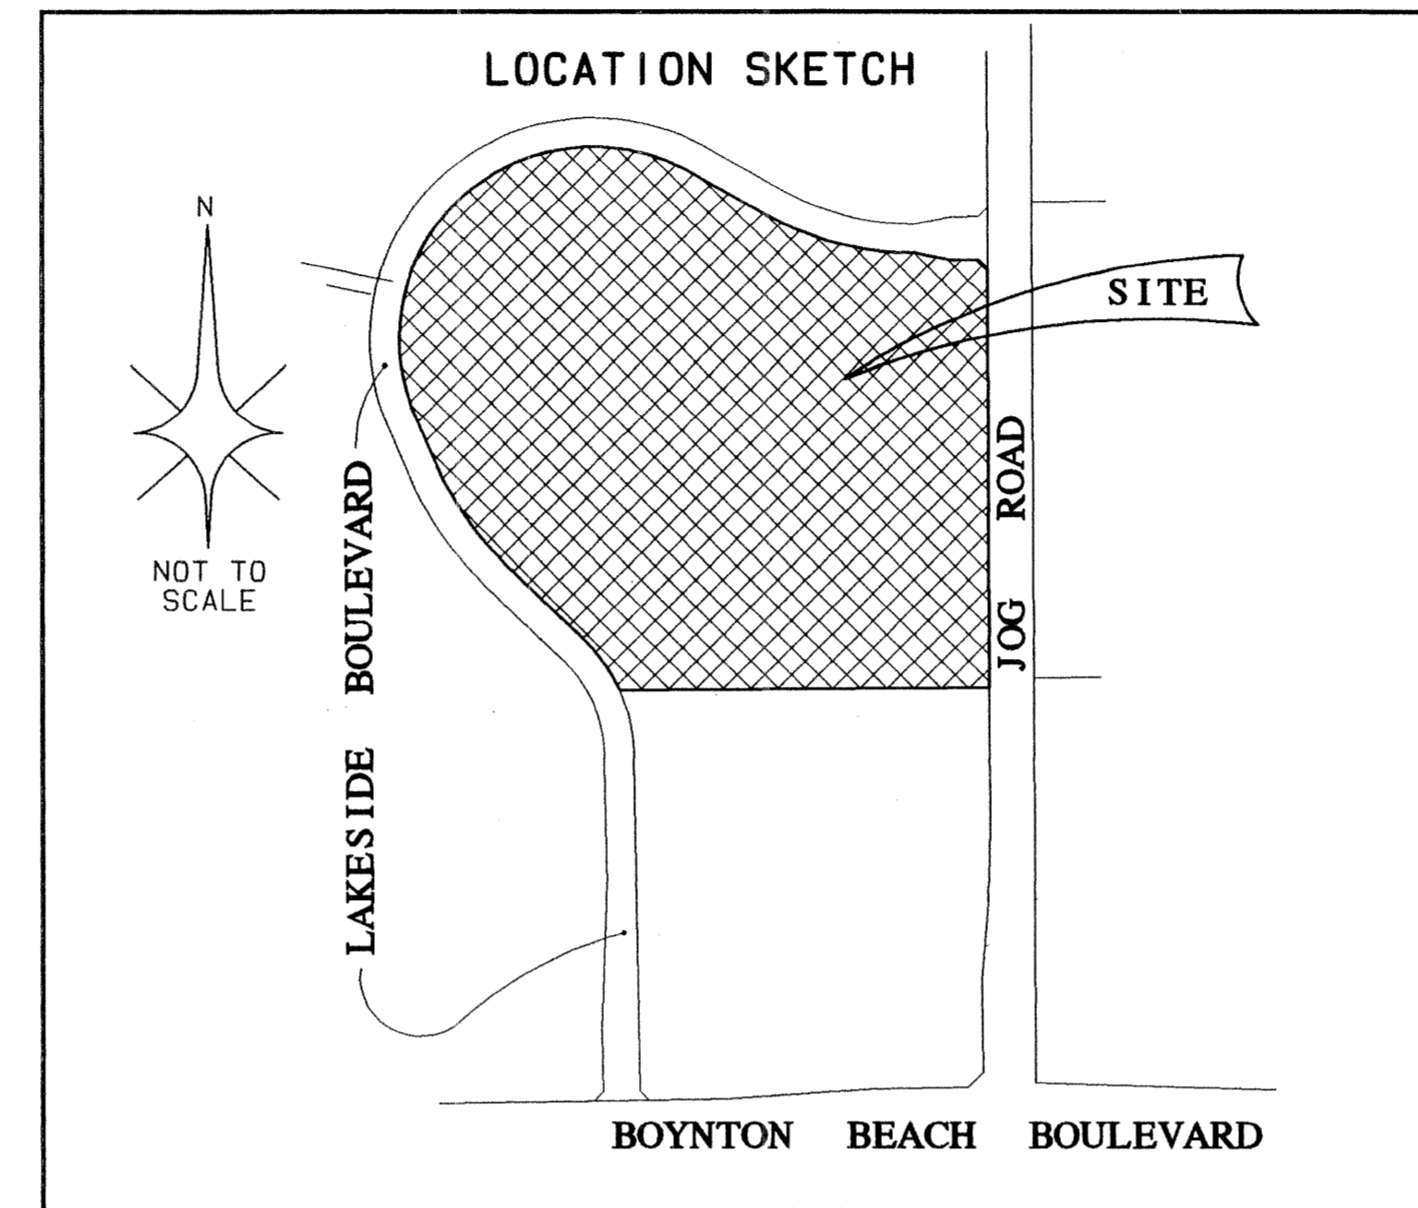 LOCATION SKETCH
N
SITE
NOT TO
SCALE
LAKESIDE BOULEVARD
JOG ROAD
BOYNTON BEACH BOULEVARD